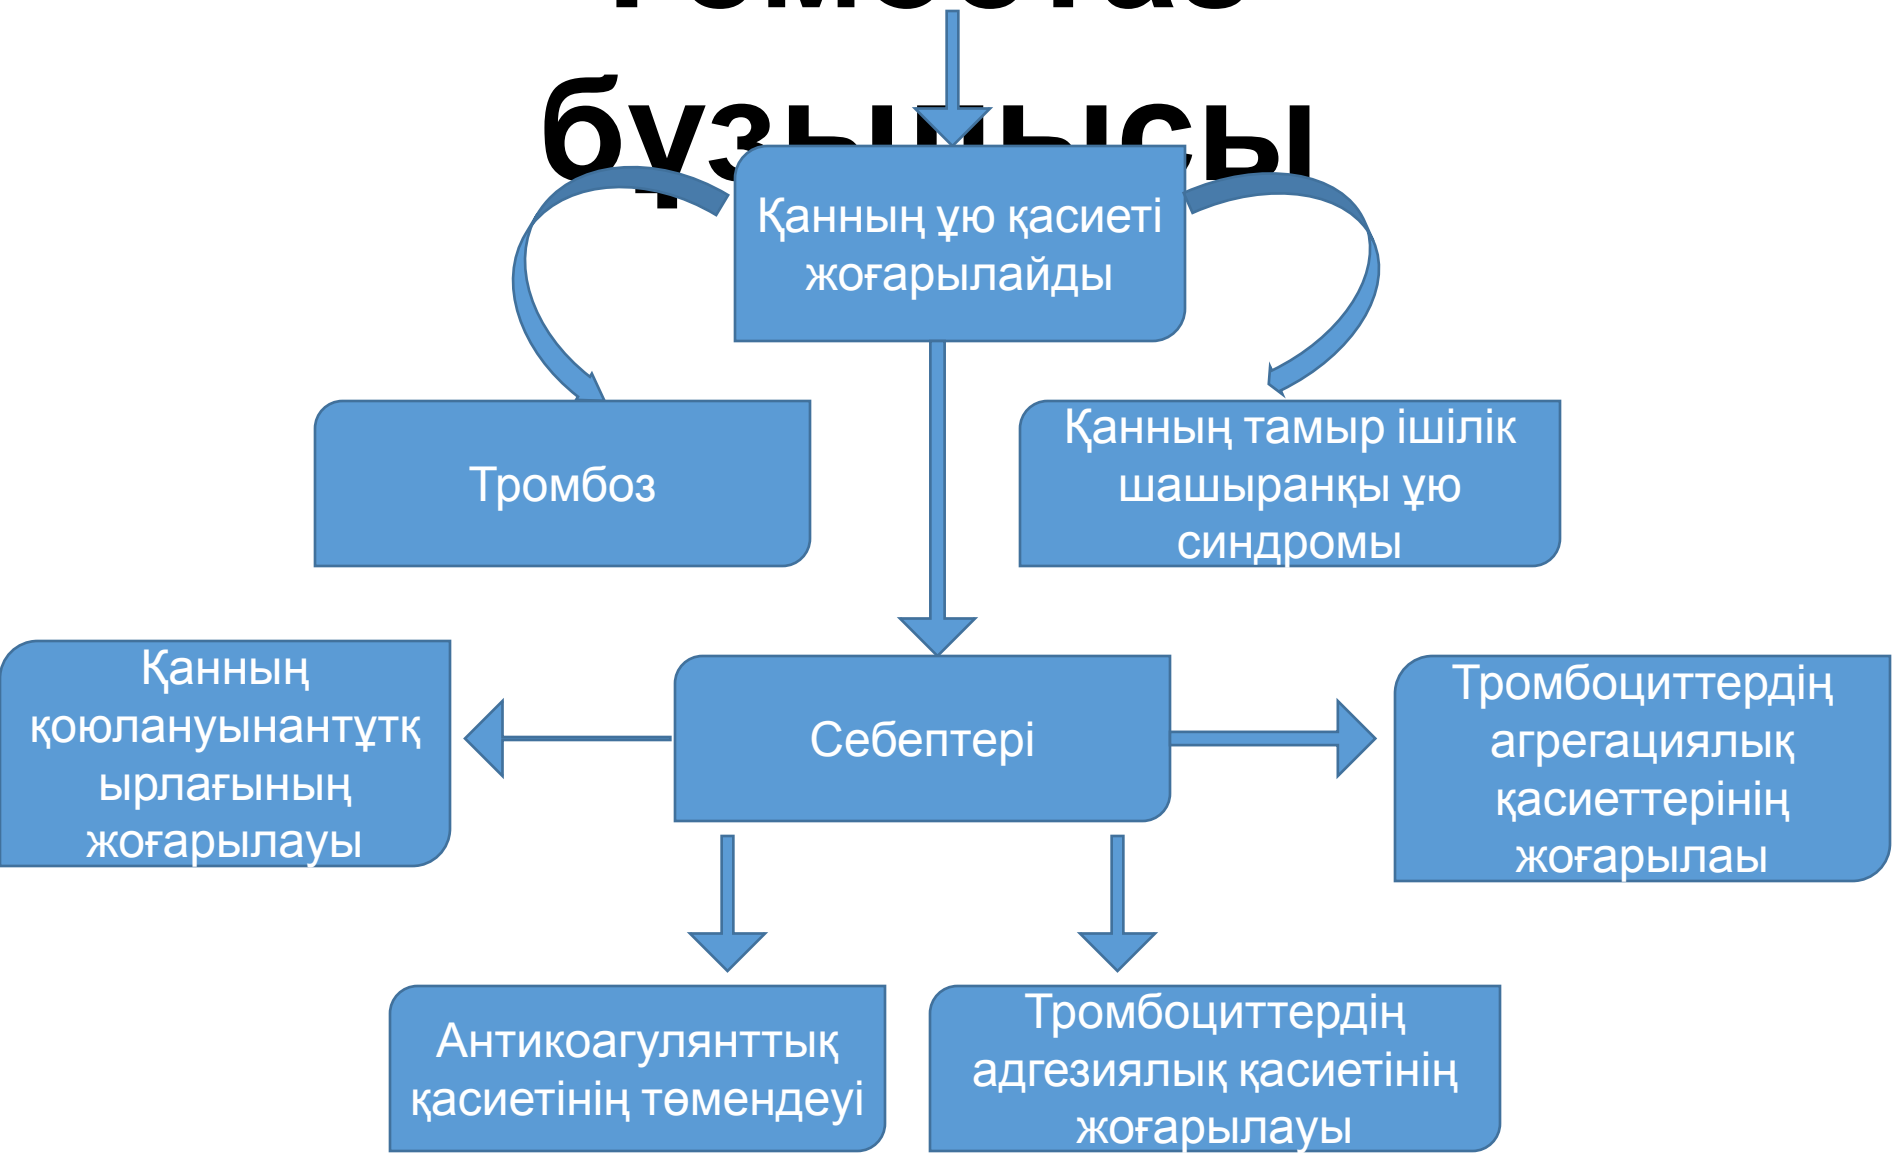 бұзылысы
Қанның ұю қасиеті
жоғарылайды
Тромбоз
Қанның тамыр ішілік
шашыранқы ұю
синдромы
Қанның
қоюлануынантұтқ
ырлағының
жоғарылауы
Себептері
Тромбоциттердің
агрегациялық
қасиеттерінің
жоғарылаы
Антикоагулянттық
қасиетінің төмендеуі
Тромбоциттердің
адгезиялық қасиетінің
жоғарылауы